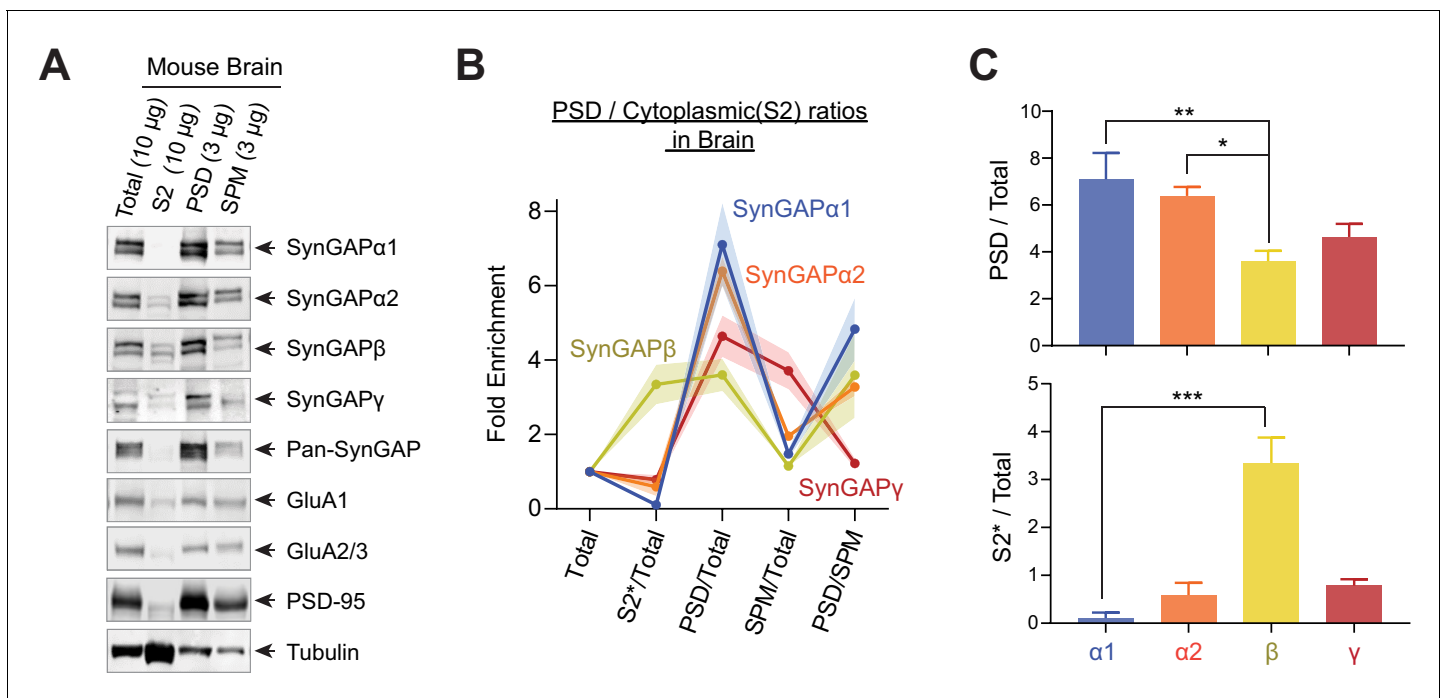 A
Mouse Brain
Total (10 µg)
S2 (10 µg)
PSD (3 µg)
SPM (3 µg)
SynGAPα1
SynGAPα2
SynGAPβ
SynGAPγ
Pan-SynGAP
GluA1
GluA2/3
PSD-95
Tubulin
B
PSD / Cytoplasmic(S2) ratios
in Brain
Fold Enrichment
8
6
4
2
0
SynGAPα1
SynGAPα2
SynGAPβ
SynGAPγ
Total
S2*/Total
PSD/Total
SPM/Total
PSD/SPM
C
PSD / Total
10
8
6
4
2
0
**
*
S2* / Total
5
4
3
2
1
0
***
α1
α2
β
γ